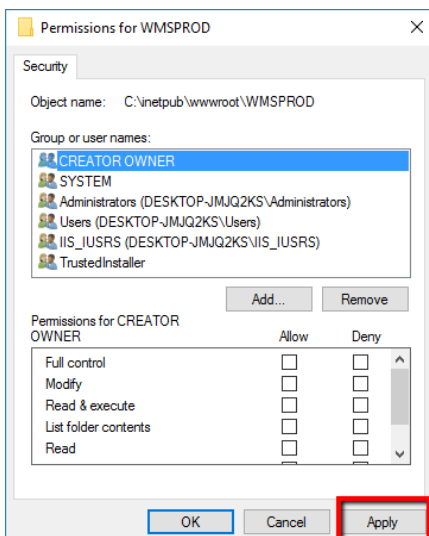 Permissions for WMSPROD
Security
Object name: C:\inetpub\wwwroot\WMSPROD
Group or user names:
CREATOR OWNER
SYSTEM
Administrators (DESKTOP-JMJQ2KS\Administrators)
Users (DESKTOP-JMJQ2KS\Users)
IIS_IUSRS (DESKTOP-JMJQ2KS\IIS_IUSRS)
TrustedInstaller
Add... Remove
Permissions for CREATOR
OWNER Allow Deny
Full control
Modify
Read & execute
List folder contents
Read
OK Cancel Apply